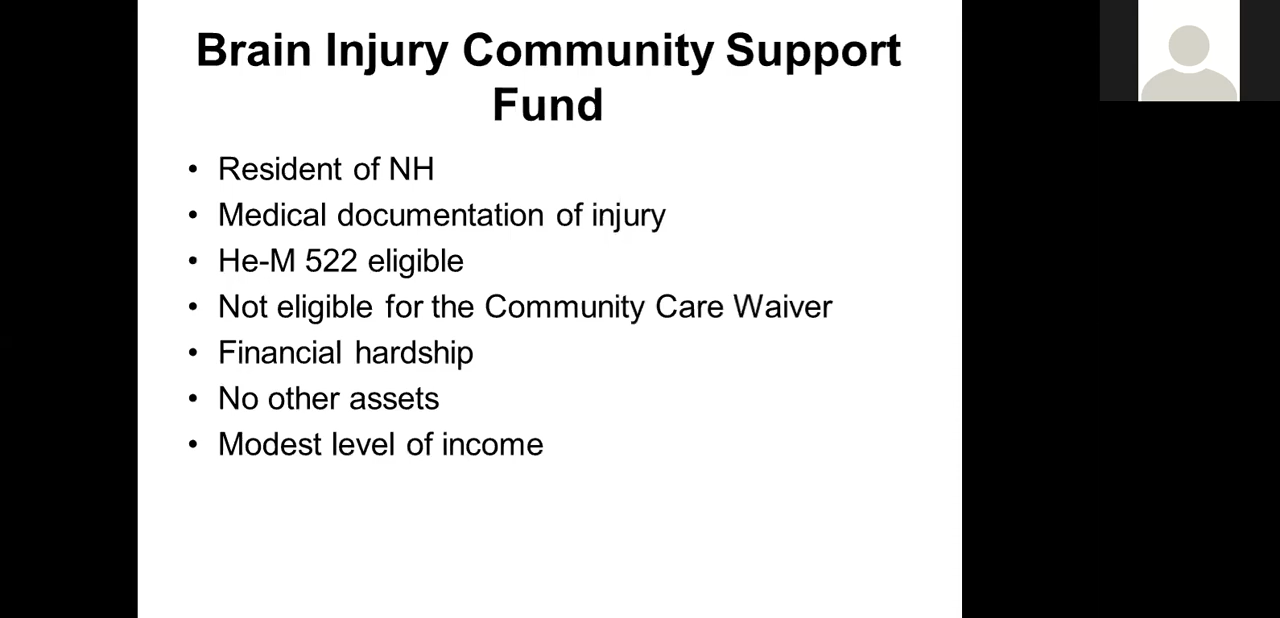 Brain Injury Community Support
Fund
• Resident of NH
• Medical documentation of injury
• He-M 522 eligible
• Not eligible for the Community Care Waiver
• Financial hardship
• No other assets
• Modest level of income